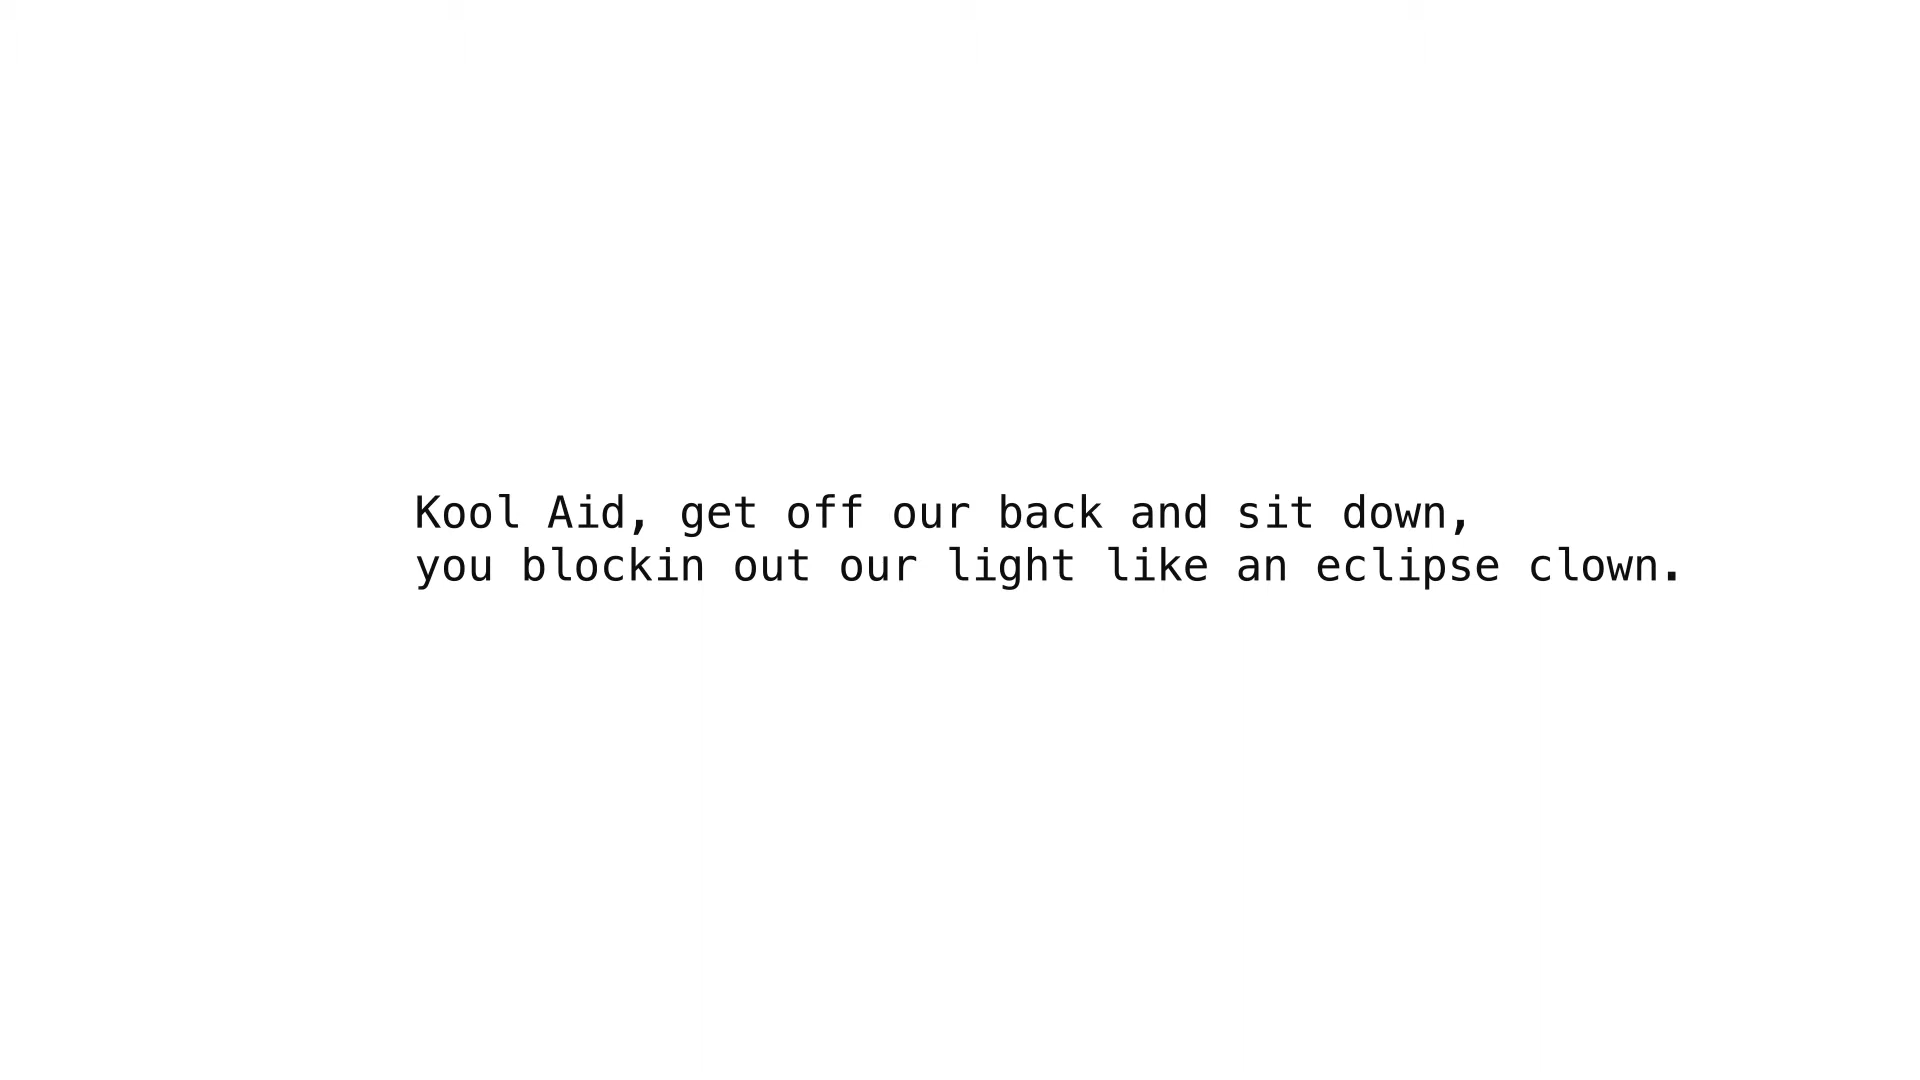 Kool Aid, get off our back and sit down,
you blockin out our light like an eclipse clown.